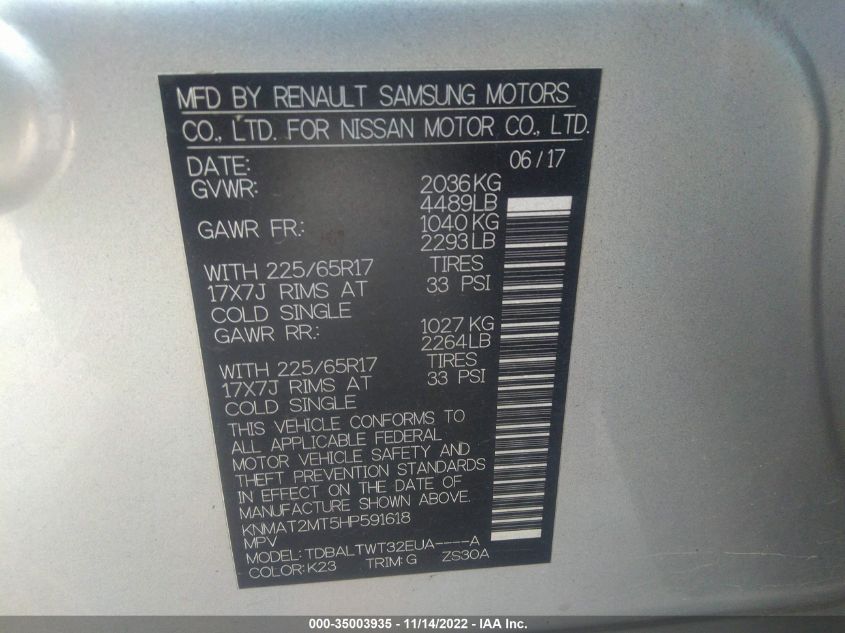 MFD BY RENAULT SAMSUNG MOTORS
CO., LTD. FOR NISSAN MOTOR CO., LTD.
DATE: 06/17
GVWR: 2036KG
4489LB
GAWR FR.: 1040 KG
2293LB
WITH 225/65R17 TIRES
17X7J RIMS AT 33 PSI
COLD SINGLE
GAWR RR.: 1027 KG
2264LB
WITH 225/65R17 TIRES
17X7J RIMS AT 33 PSI
COLD SINGLE
THIS VEHICLE CONFORMS TO
ALL APPLICABLE FEDERAL
MOTOR VEHICLE SAFETY AND
THEFT PREVENTION STANDARDS
IN EFFECT ON THE DATE OF
MANUFACTURE SHOWN ABOVE.
KNMAT2MT5HP591618
MPV
MODEL: TDBALTWT32EUA----A
COLOR: K23 TRIM: G ZS30A
000-35003935 - 11/14/2022 - IAA Inc.